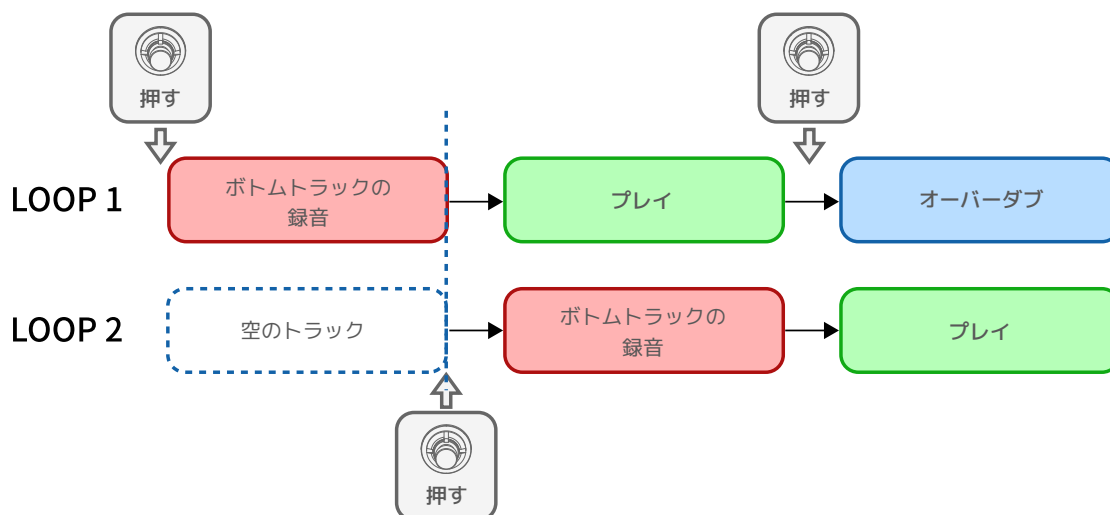 押す
押す
LOOP 1
ボトムトラックの
録音
プレイ
オーバーダブ
LOOP 2
空のトラック
ボトムトラックの
録音
プレイ
押す